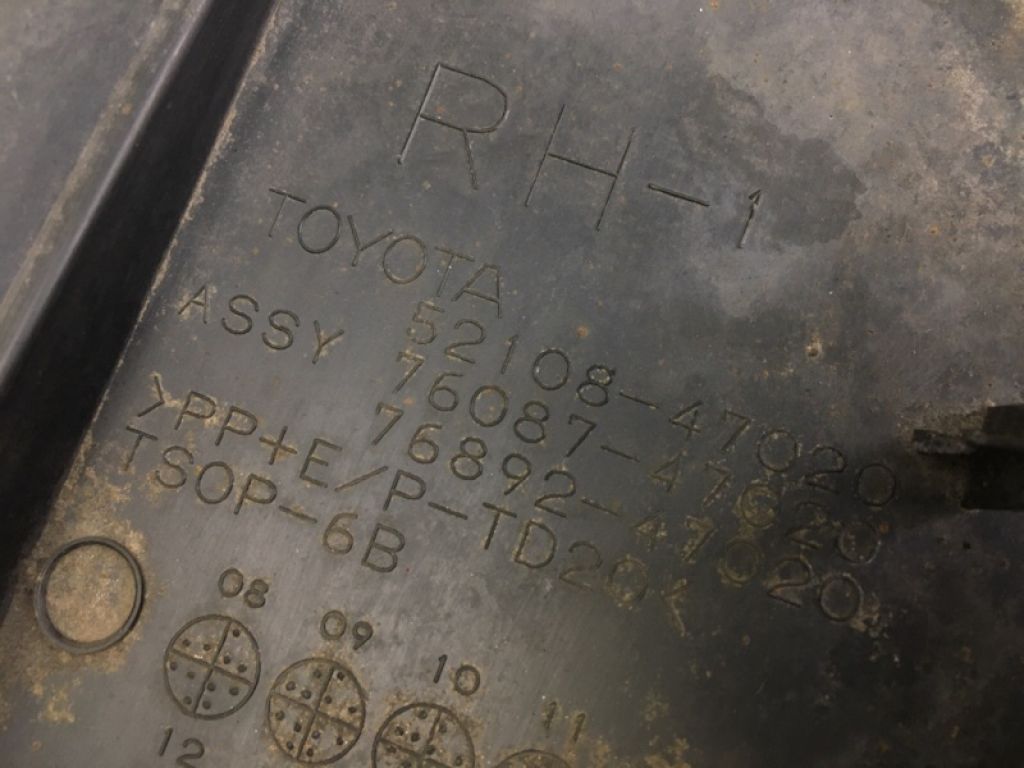 RH-1
TOYOTA
52108-47020
ASSY 76087-47020
76892-47020
>PP+E/P-TD20<
TSOP-6B
08
09
10
11
12